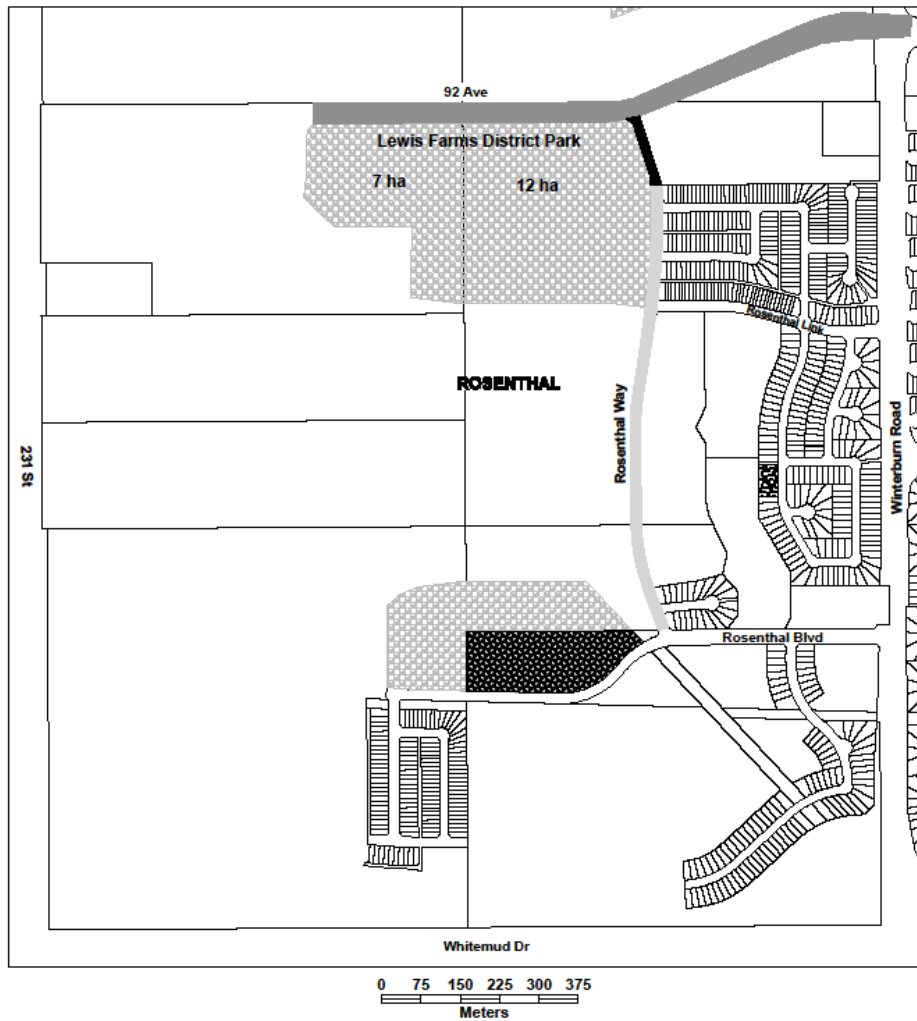 92 Ave
Lewis Farms District Park
7 ha
12 ha
Rosenthal Link
ROSENTHAL
Rosenthal Way
231 St
Winterburn Road
Rosenthal Blvd
Whitemud Dr
0 75 150 225 300 375
Meters